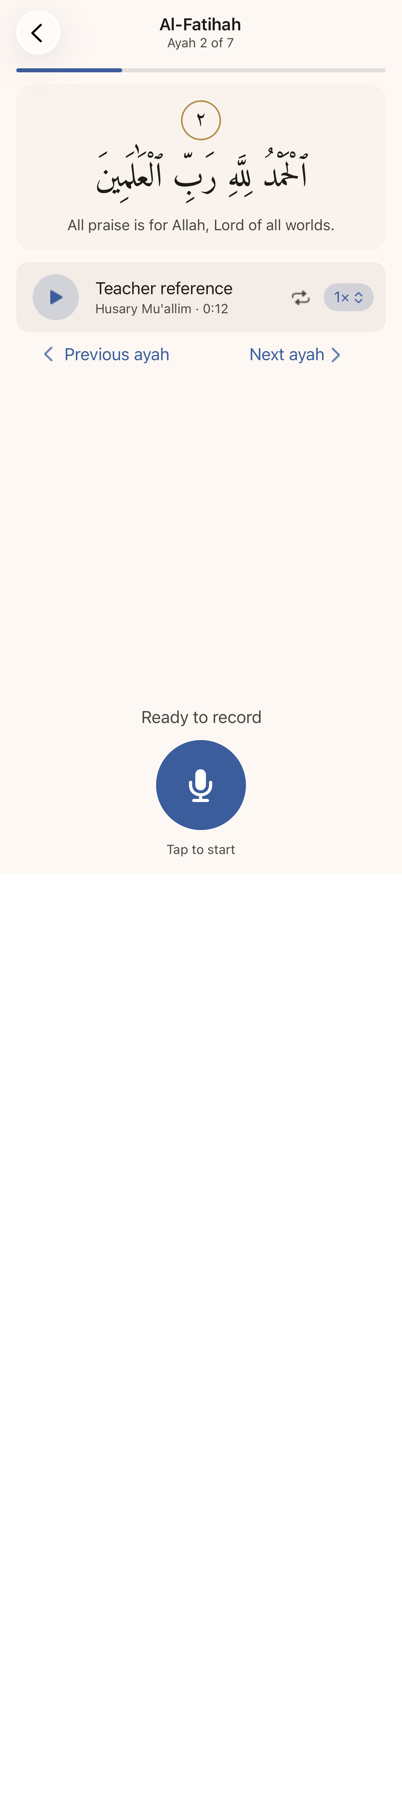 Al-Fatihah
Ayah 2 of 7
٢
ٱلْحَمْدُ لِلَّهِ رَبِّ ٱلْعَٰلَمِينَ
All praise is for Allah, Lord of all worlds.
Teacher reference
Husary Mu'allim · 0:12
1×
Previous ayah
Next ayah
Ready to record
Tap to start